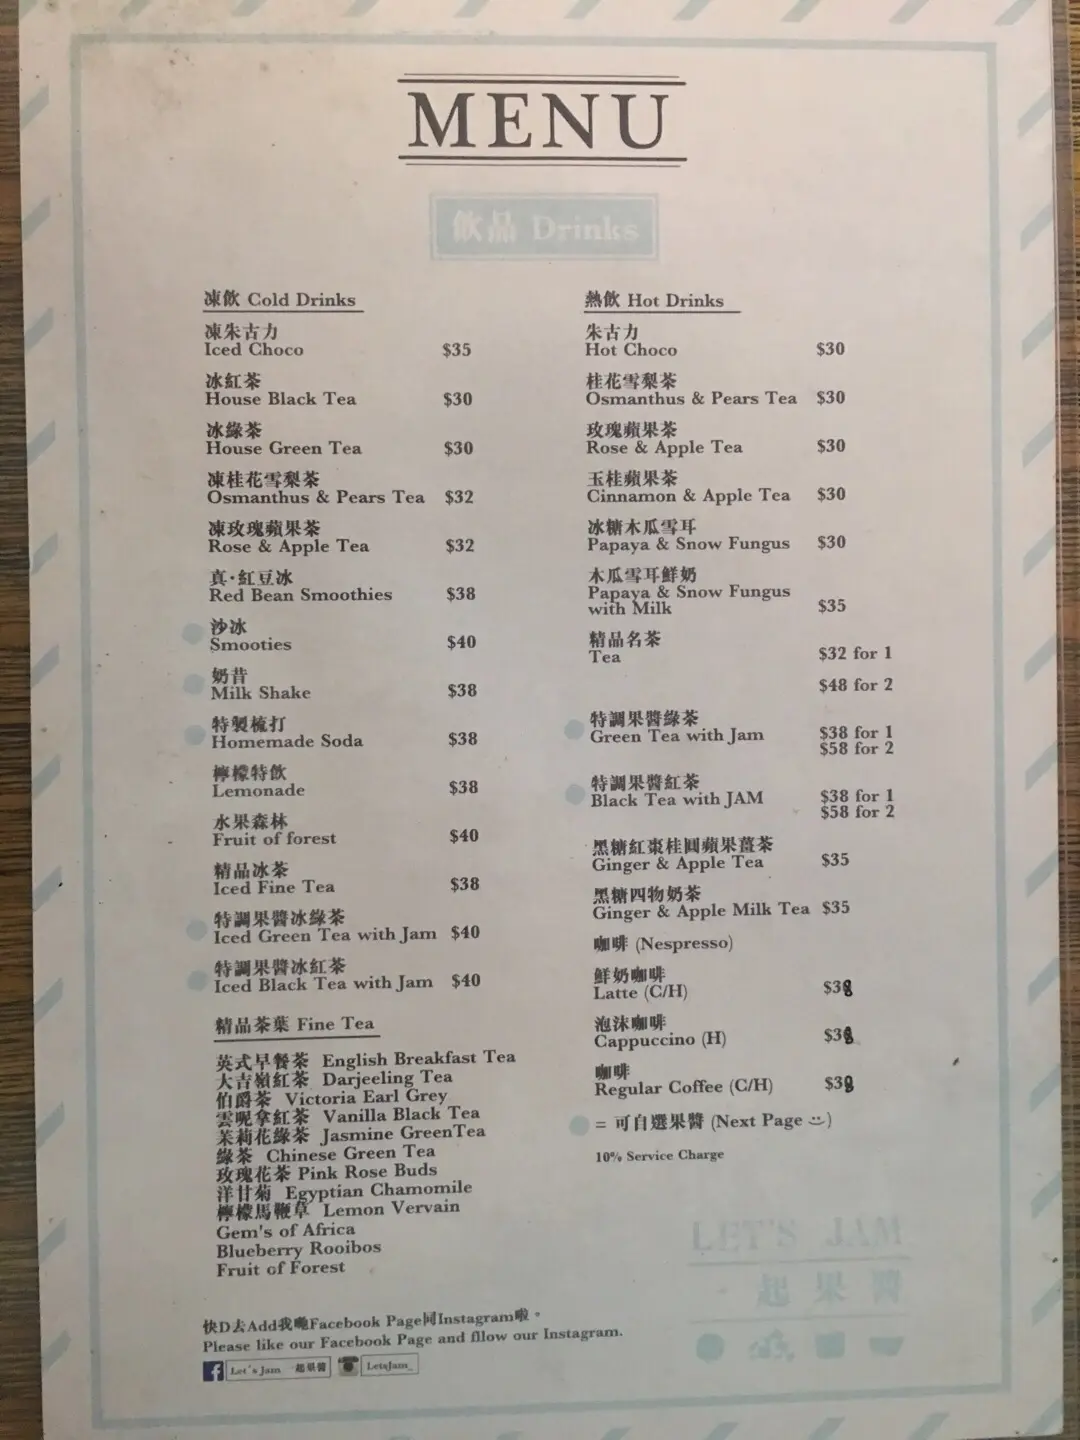 MENU
飲品 Drinks
凍飲 Cold Drinks
凍朱古力
Iced Choco $35
冰紅茶
House Black Tea $30
冰綠茶
House Green Tea $30
凍桂花雪梨茶
Osmanthus & Pears Tea $32
凍玫瑰蘋果茶
Rose & Apple Tea $32
真·紅豆冰
Red Bean Smoothies $38
沙冰
Smooties $40
奶昔
Milk Shake $38
特製梳打
Homemade Soda $38
檸檬特飲
Lemonade $38
水果森林
Fruit of forest $40
精品冰茶
Iced Fine Tea $38
特調果醬冰綠茶
Iced Green Tea with Jam $40
特調果醬冰紅茶
Iced Black Tea with Jam $40
精品茶葉 Fine Tea
英式早餐茶 English Breakfast Tea
大吉嶺紅茶 Darjeeling Tea
伯爵茶 Victoria Earl Grey
雲呢拿紅茶 Vanilla Black Tea
茉莉花綠茶 Jasmine GreenTea
綠茶 Chinese Green Tea
玫瑰花茶 Pink Rose Buds
洋甘菊 Egyptian Chamomile
檸檬馬鞭草 Lemon Vervain
Gem's of Africa
Blueberry Rooibos
Fruit of Forest
熱飲 Hot Drinks
朱古力
Hot Choco $30
桂花雪梨茶
Osmanthus & Pears Tea $30
玫瑰蘋果茶
Rose & Apple Tea $30
玉桂蘋果茶
Cinnamon & Apple Tea $30
冰糖木瓜雪耳
Papaya & Snow Fungus $30
木瓜雪耳鮮奶
Papaya & Snow Fungus
with Milk $35
精品名茶
Tea $32 for 1
$48 for 2
特調果醬綠茶
Green Tea with Jam $38 for 1
$58 for 2
特調果醬紅茶
Black Tea with JAM $38 for 1
$58 for 2
黑糖紅棗桂圓蘋果薑茶
Ginger & Apple Tea $35
黑糖四物奶茶
Ginger & Apple Milk Tea $35
咖啡 (Nespresso)
鮮奶咖啡
Latte (C/H) $38
泡沫咖啡
Cappuccino (H) $38
咖啡
Regular Coffee (C/H) $38
= 可自選果醬 (Next Page :-)
10% Service Charge
LET'S JAM
起果醬
快D去Add我哋Facebook Page同Instagram啦。
Please like our Facebook Page and fllow our Instagram.
f Let's Jam 起果醬 LetsJam_